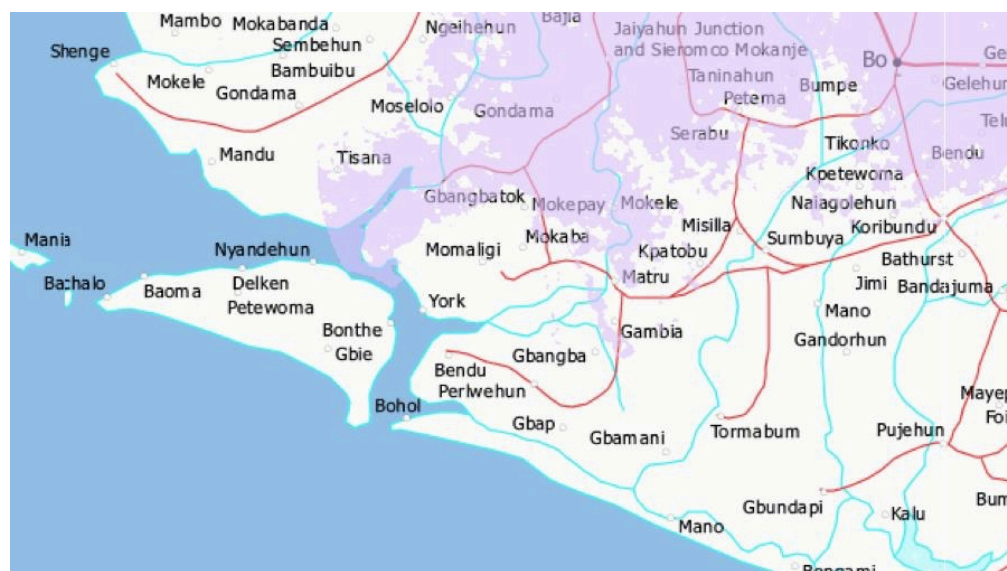 Mambo
Mokabanda
Ngeihehun
Bajia
Jaiyahun Junction
and Sieromco Mokanje
Shenge
Sembehun
Bo
Mokele
Bambuibu
Taninahun
Gondama
Moselolo
Gondama
Petema
Bumpe
Gelehun
Serabu
Tikonko
Mandu
Tisana
Bendu
Kpetewoma
Gbangbatok
Mokepay
Mokele
Naiagolehun
Misilla
Koribundu
Mania
Nyandehun
Momaligi
Mokaba
Kpatobu
Sumbuya
Bathurst
Bachalo
Baoma
Delken
Petewoma
Matru
Jimi
Bandajuma
York
Mano
Bonthe
Gbie
Gambia
Gandorhun
Bendu
Gbangba
Perlwehun
Bohol
Gbap
Gbamani
Tormabum
Pujehun
Gbundapi
Kalu
Mano